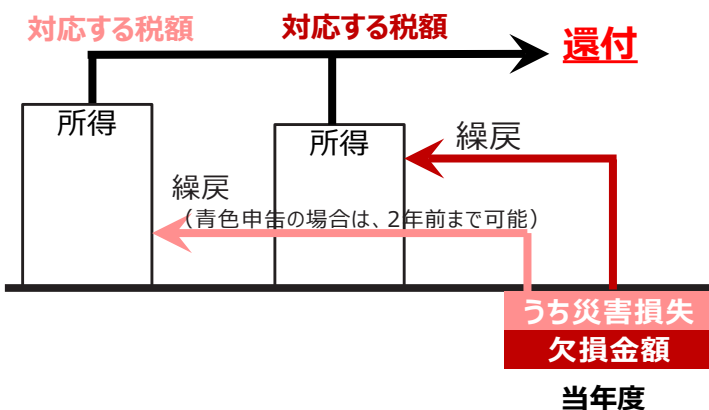 対応する税額
対応する税額
還付
所得
所得
繰戻
繰戻
（青色申告の場合は、2年前まで可能）
うち災害損失
欠損金額
当年度